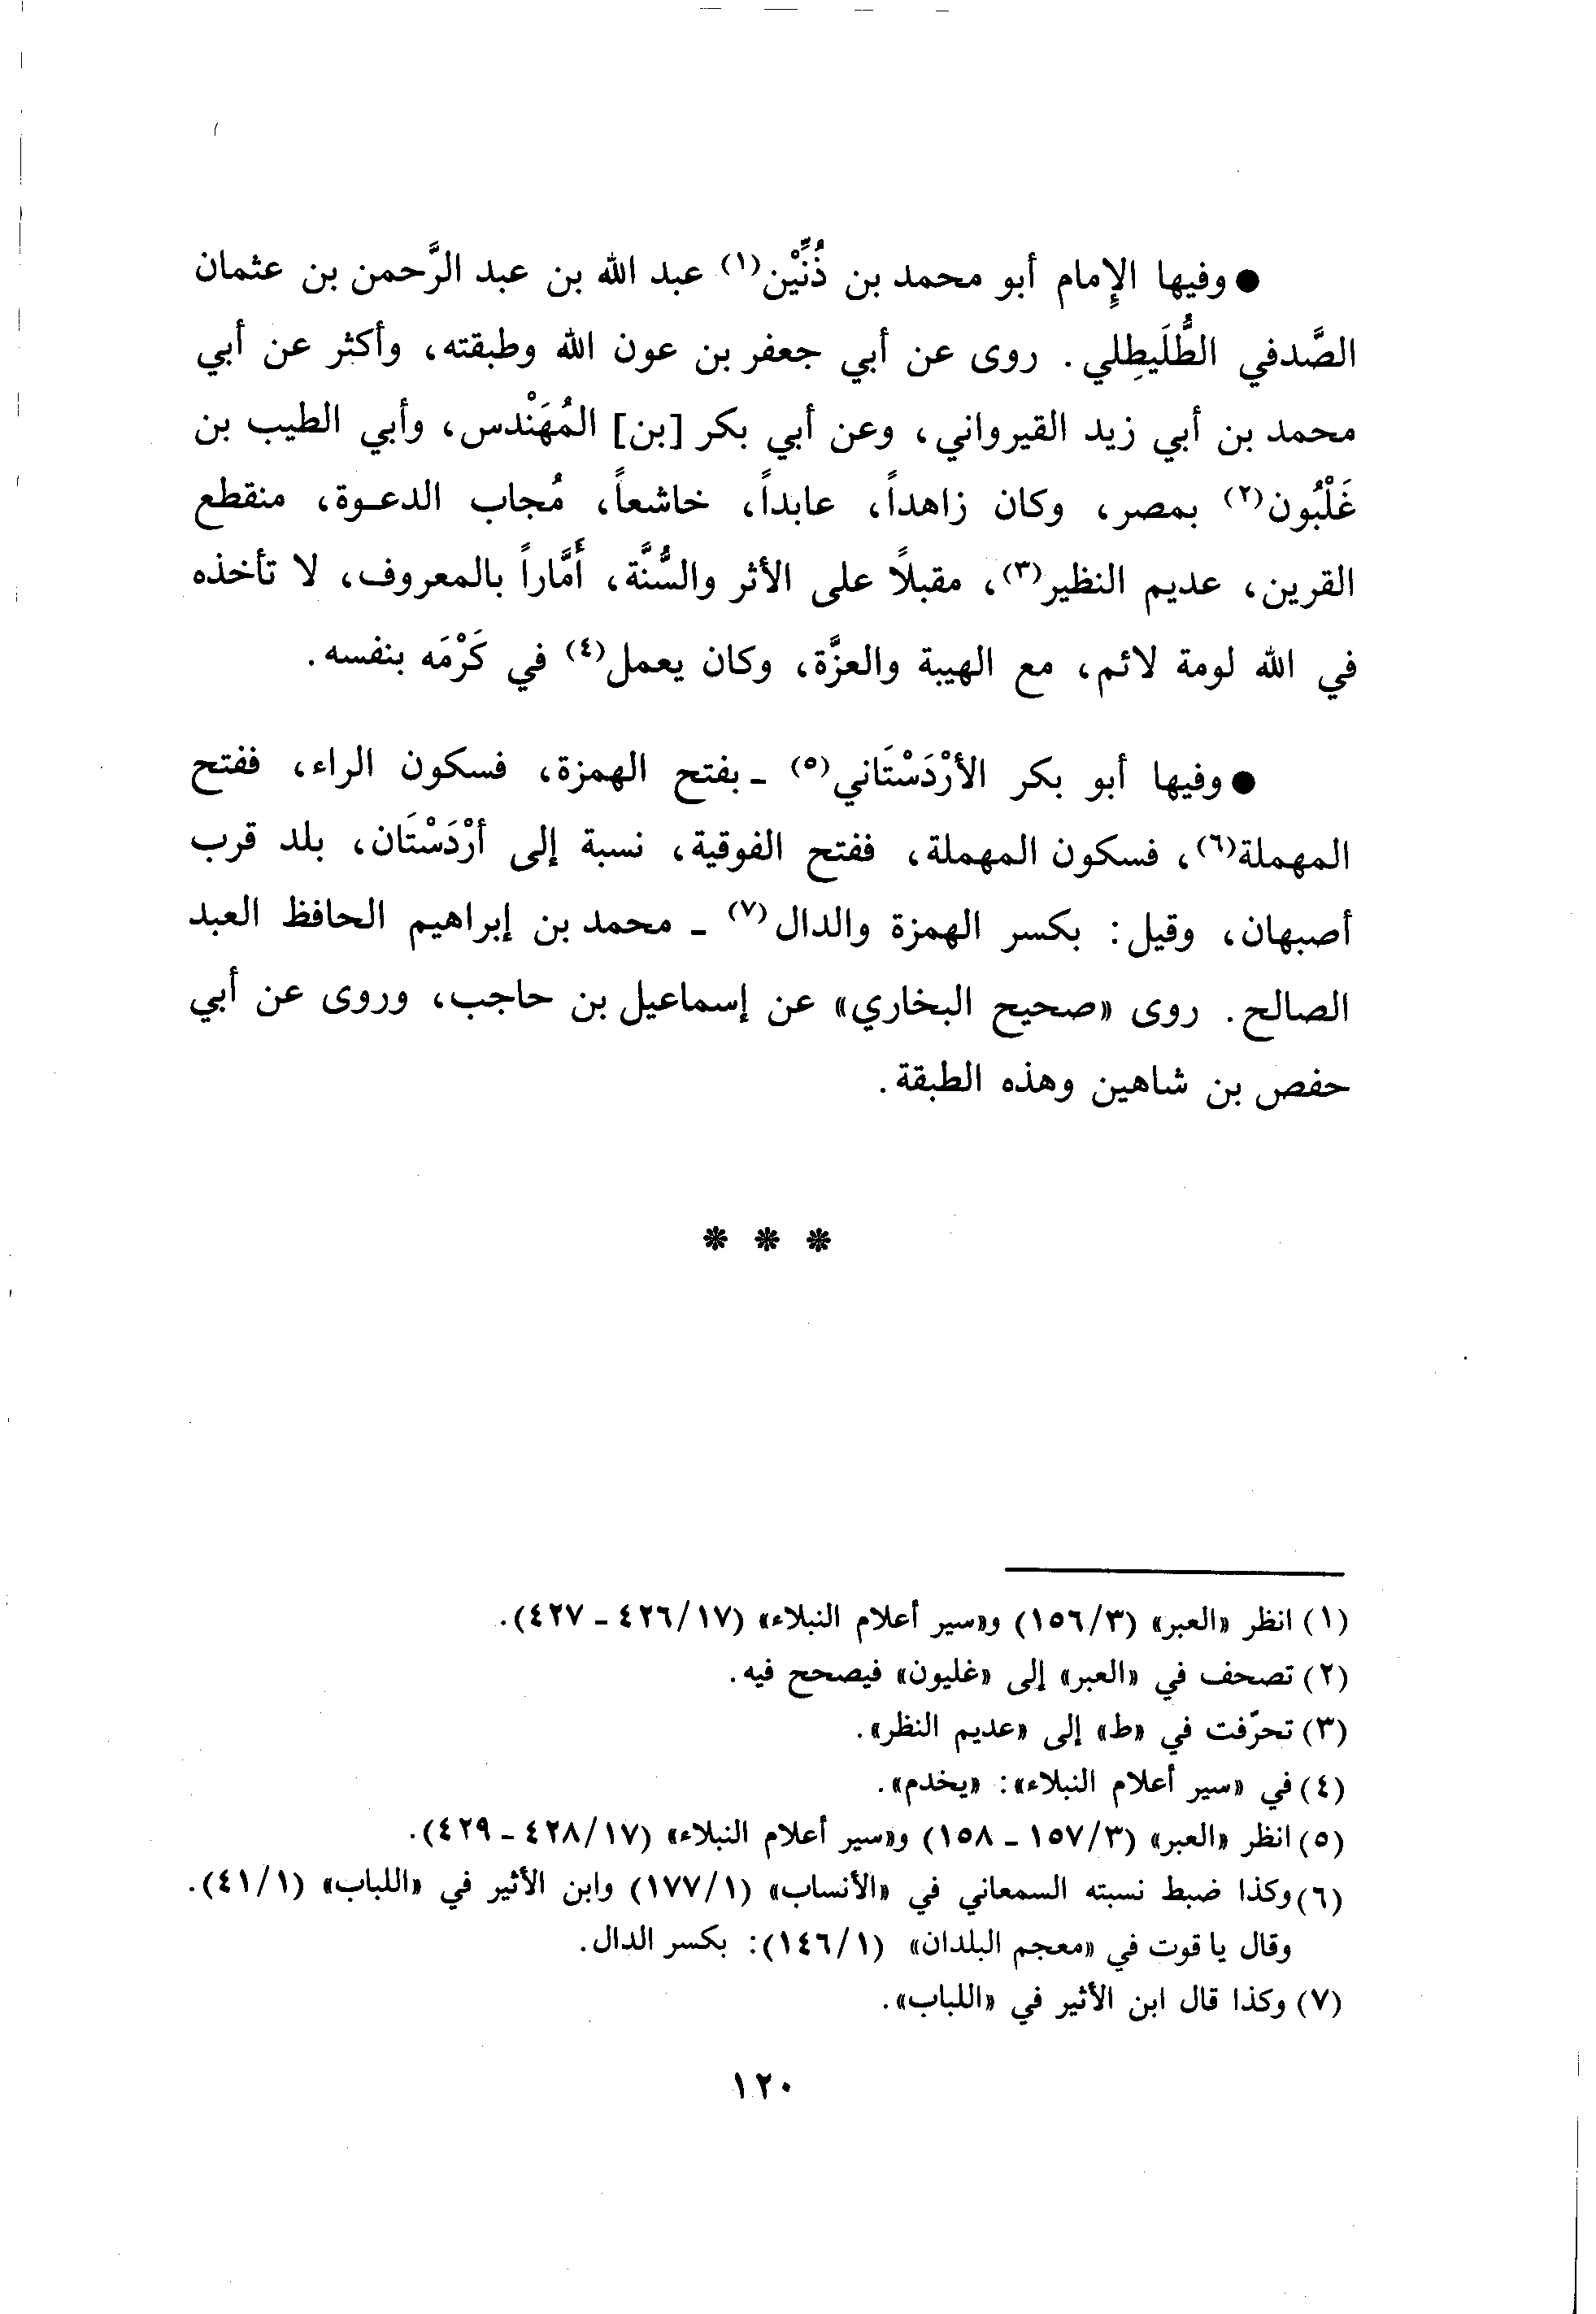 ● وفيها الإِمام أبو محمد بن ذُنِّيْن(١) عبد الله بن عبد الرَّحمن بن عثمان
الصَّدفي الطُّلَيطِلي. روى عن أبي جعفر بن عون الله وطبقته، وأكثر عن أبي
محمد بن أبي زيد القيرواني، وعن أبي بكر [بن] المُهَنْدس، وأبي الطيب بن
غَلْبُون(٢) بمصر، وكان زاهداً، عابداً، خاشعاً، مُجاب الدعـوة، منقطع
القرين، عديم النظير(٣)، مقبلاً على الأثر والسُّنَّة، أَمَّاراً بالمعروف، لا تأخذه
في الله لومة لائم، مع الهيبة والعزَّة، وكان يعمل(٤) في كَرْمَه بنفسه.
● وفيها أبو بكر الأرْدَسْتَاني(٥) ـ بفتح الهمزة، فسكون الراء، ففتح
المهملة(٦)، فسكون المهملة، ففتح الفوقية، نسبة إلى أرْدَسْتَان، بلد قرب
أصبهان، وقيل: بكسر الهمزة والدال(٧) ـ محمد بن إبراهيم الحافظ العبد
الصالح. روى «صحيح البخاري» عن إسماعيل بن حاجب، وروى عن أبي
حفص بن شاهين وهذه الطبقة.
* * *
(١) انظر «العبر» (١٥٦/٣) و«سير أعلام النبلاء» (٤٢٦/١٧ ـ ٤٢٧).
(٢) تصحف في «العبر» إلى «غليون» فيصحح فيه.
(٣) تحرّفت في «ط» إلى «عديم النظر».
(٤) في «سير أعلام النبلاء»: «يخدم».
(٥) انظر «العبر» (١٥٧/٣ ـ ١٥٨) و«سير أعلام النبلاء» (٤٢٨/١٧ ـ ٤٢٩).
(٦) وكذا ضبط نسبته السمعاني في «الأنساب» (١٧٧/١) وابن الأثير في «اللباب» (٤١/١).
وقال ياقوت في «معجم البلدان» (١٤٦/١): بكسر الدال.
(٧) وكذا قال ابن الأثير في «اللباب».
١٢٠